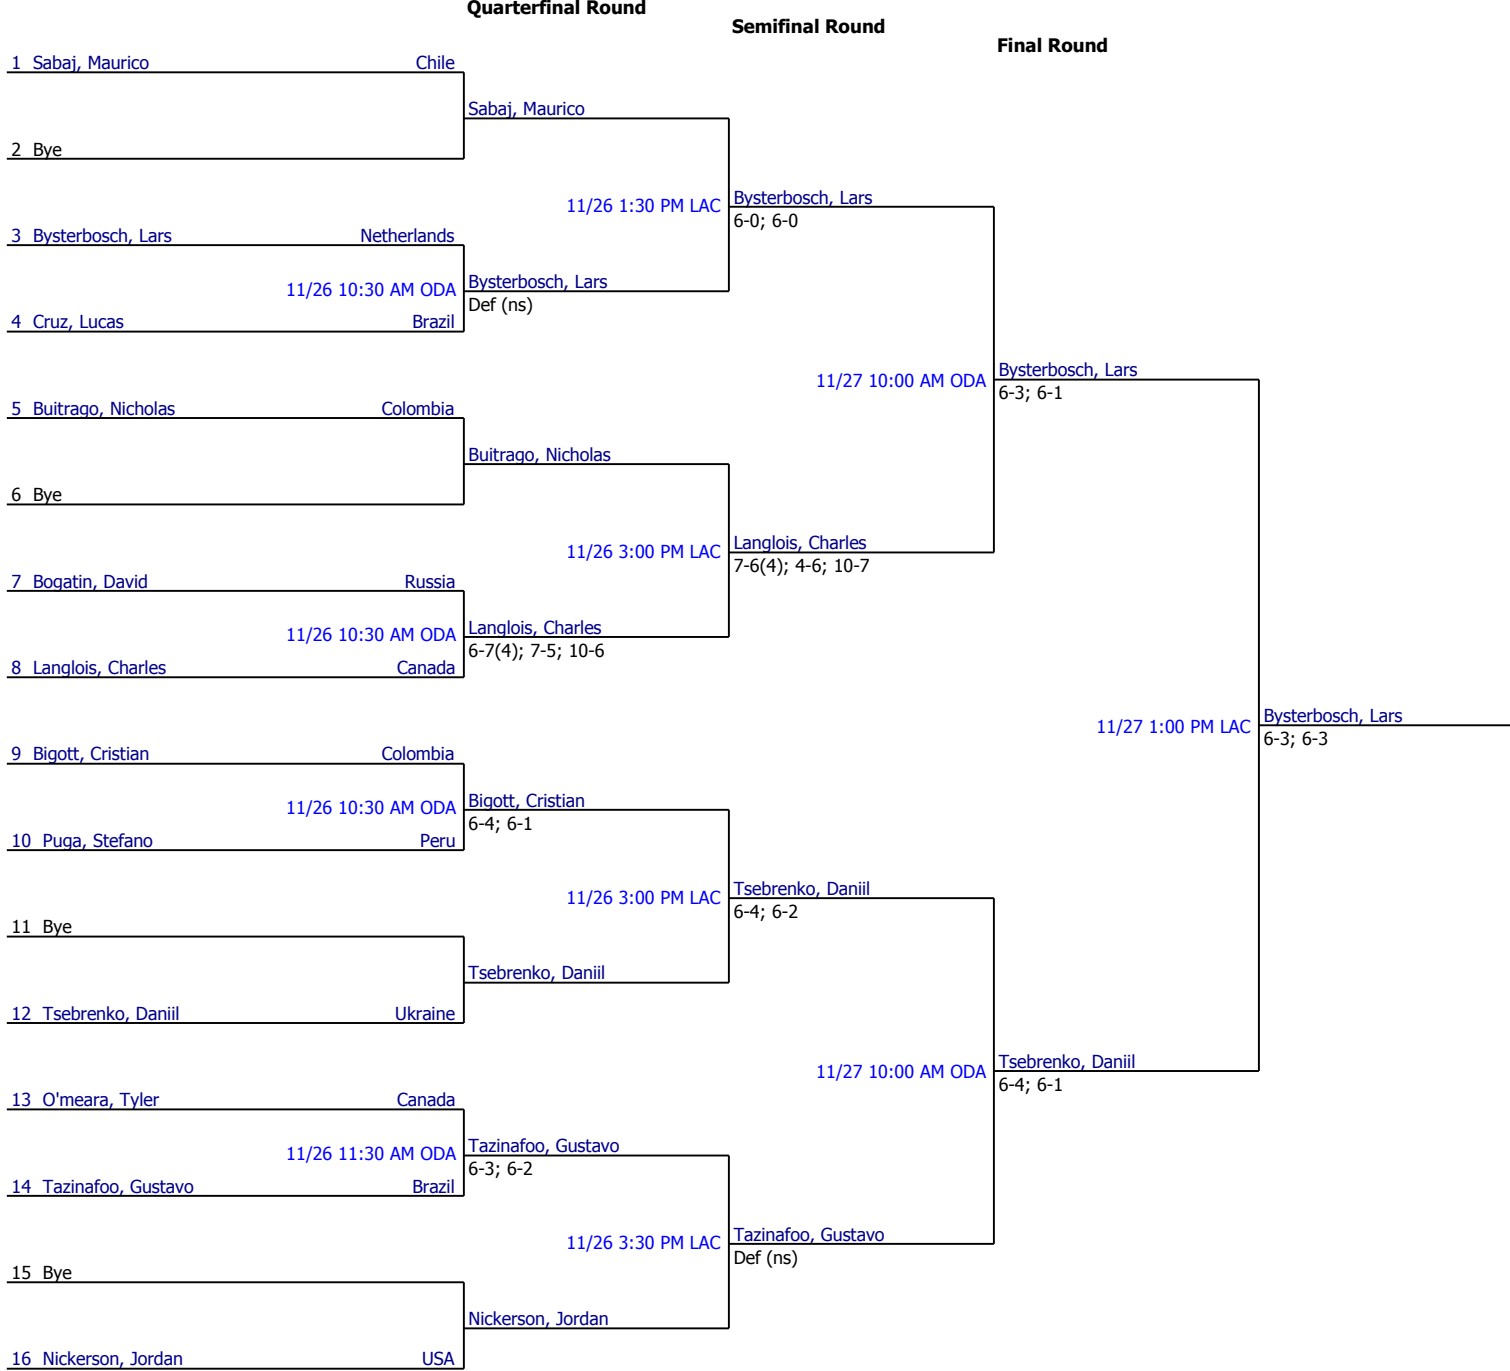 Quarterfinal Round
Semifinal Round
Final Round
1 Sabaj, Maurico Chile
Sabaj, Maurico
2 Bye
11/26 1:30 PM LAC Bysterbosch, Lars
6-0; 6-0
3 Bysterbosch, Lars Netherlands
11/26 10:30 AM ODA Bysterbosch, Lars
Def (ns)
4 Cruz, Lucas Brazil
11/27 10:00 AM ODA Bysterbosch, Lars
6-3; 6-1
5 Buitrago, Nicholas Colombia
Buitrago, Nicholas
6 Bye
11/26 3:00 PM LAC Langlois, Charles
7-6(4); 4-6; 10-7
7 Bogatin, David Russia
11/26 10:30 AM ODA Langlois, Charles
6-7(4); 7-5; 10-6
8 Langlois, Charles Canada
11/27 1:00 PM LAC Bysterbosch, Lars
6-3; 6-3
9 Bigott, Cristian Colombia
11/26 10:30 AM ODA Bigott, Cristian
6-4; 6-1
10 Puga, Stefano Peru
11/26 3:00 PM LAC Tsebrenko, Daniil
6-4; 6-2
11 Bye
Tsebrenko, Daniil
12 Tsebrenko, Daniil Ukraine
11/27 10:00 AM ODA Tsebrenko, Daniil
6-4; 6-1
13 O'meara, Tyler Canada
11/26 11:30 AM ODA Tazinafoo, Gustavo
6-3; 6-2
14 Tazinafoo, Gustavo Brazil
11/26 3:30 PM LAC Tazinafoo, Gustavo
Def (ns)
15 Bye
Nickerson, Jordan
16 Nickerson, Jordan USA